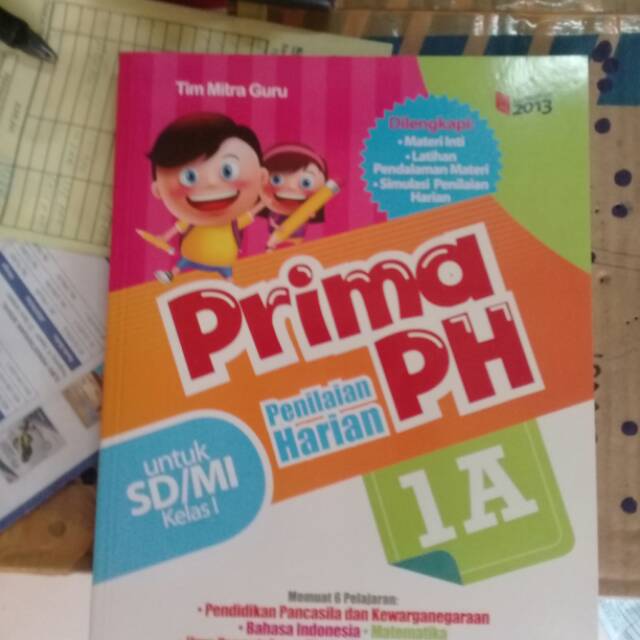 Tim Mitra Guru
2013
Dilengkapi:
• Materi Inti
• Latihan
Pendalaman Materi
• Simulasi Penilaian
Harian
Prima
PH
Penilaian
Harian
untuk
SD/MI
Kelas I
1A
Memuat 6 Pelajaran:
• Pendidikan Pancasila dan Kewarganegaraan
• Bahasa Indonesia • Matematika